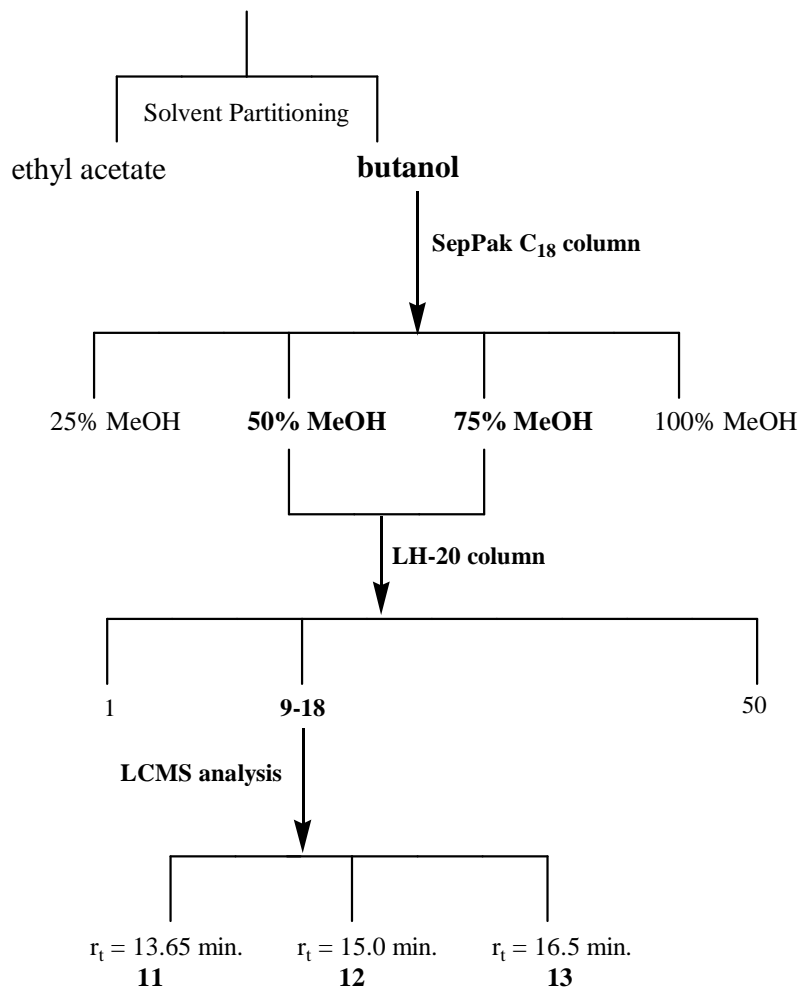 Solvent Partitioning
ethyl acetate
butanol
SepPak C18 column
25% MeOH
50% MeOH
75% MeOH
100% MeOH
LH-20 column
1
9-18
50
LCMS analysis
rt = 13.65 min.
11
rt = 15.0 min.
12
rt = 16.5 min.
13